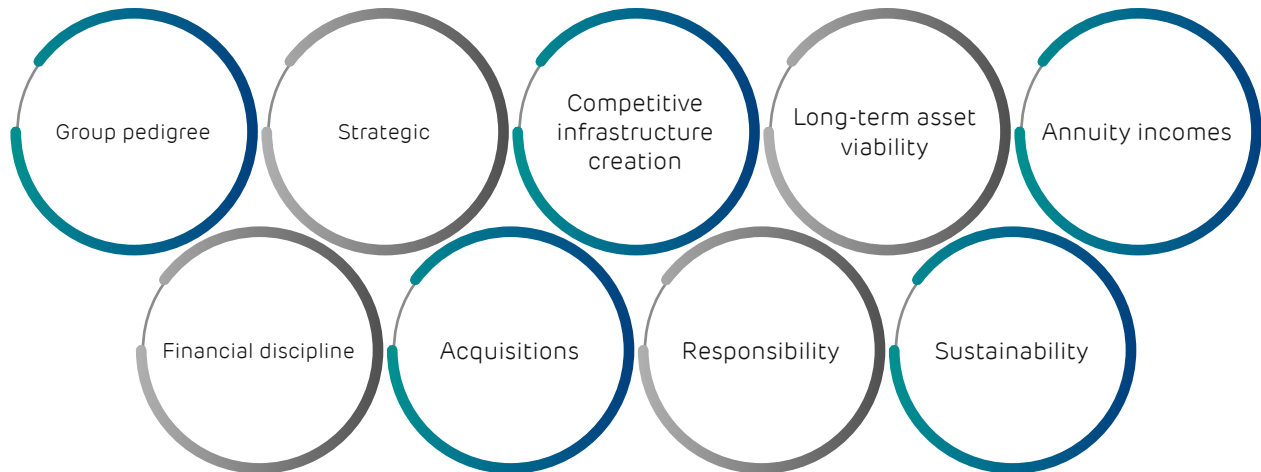 Group pedigree
Strategic
Competitive
infrastructure
creation
Long-term asset
viability
Annuity incomes
Financial discipline
Acquisitions
Responsibility
Sustainability